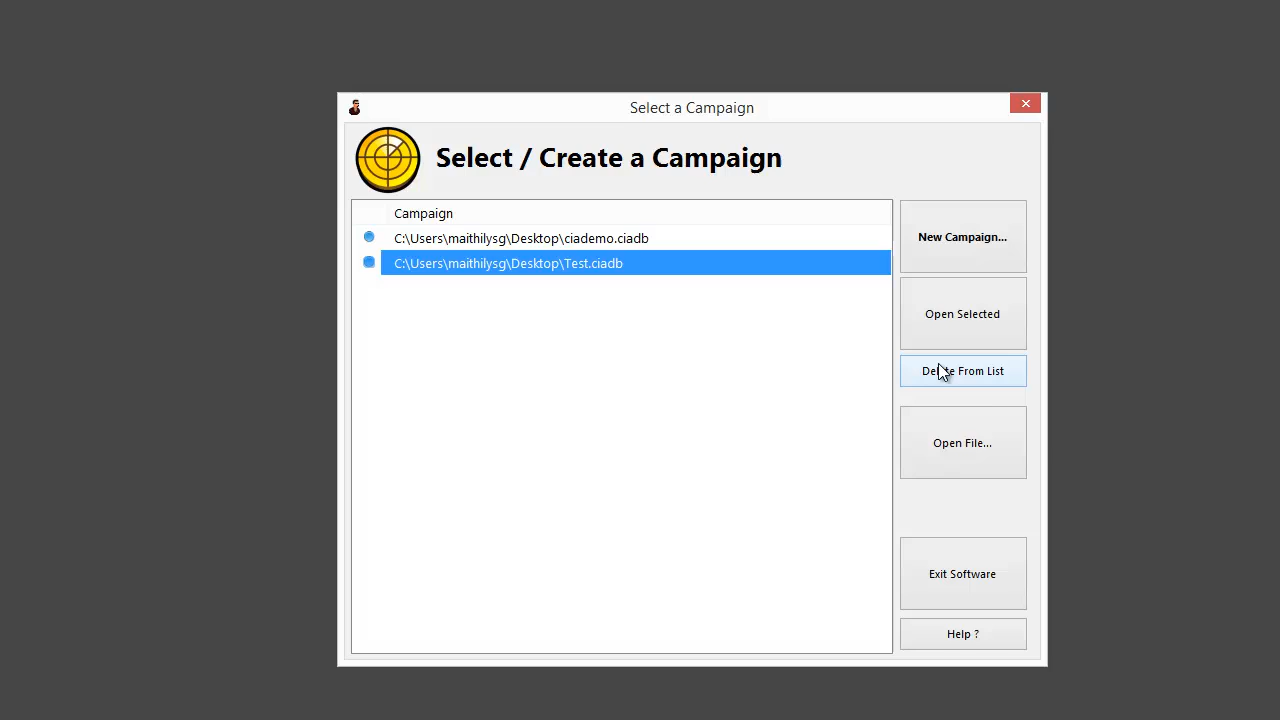 Select a Campaign
Select / Create a Campaign
Campaign
C:\Users\maithilysg\Desktop\ciademo.ciadb
C:\Users\maithilysg\Desktop\Test.ciadb
New Campaign...
Open Selected
Delete From List
Open File...
Exit Software
Help ?